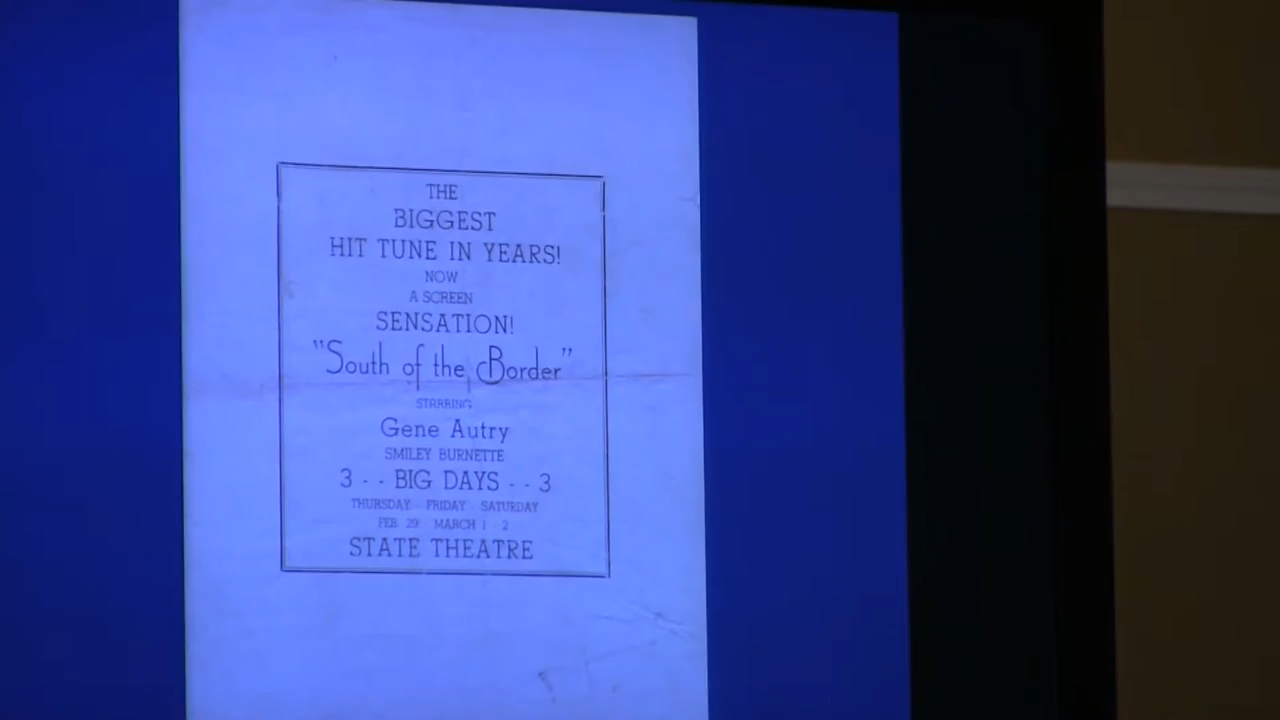 THE
BIGGEST
HIT TUNE IN YEARS!
NOW
A SCREEN
SENSATION!
"South of the Border"
STARRING
Gene Autry
SMILEY BURNETTE
3 - - BIG DAYS - - 3
THURSDAY - FRIDAY - SATURDAY
FEB. 29 - MARCH 1 - 2
STATE THEATRE